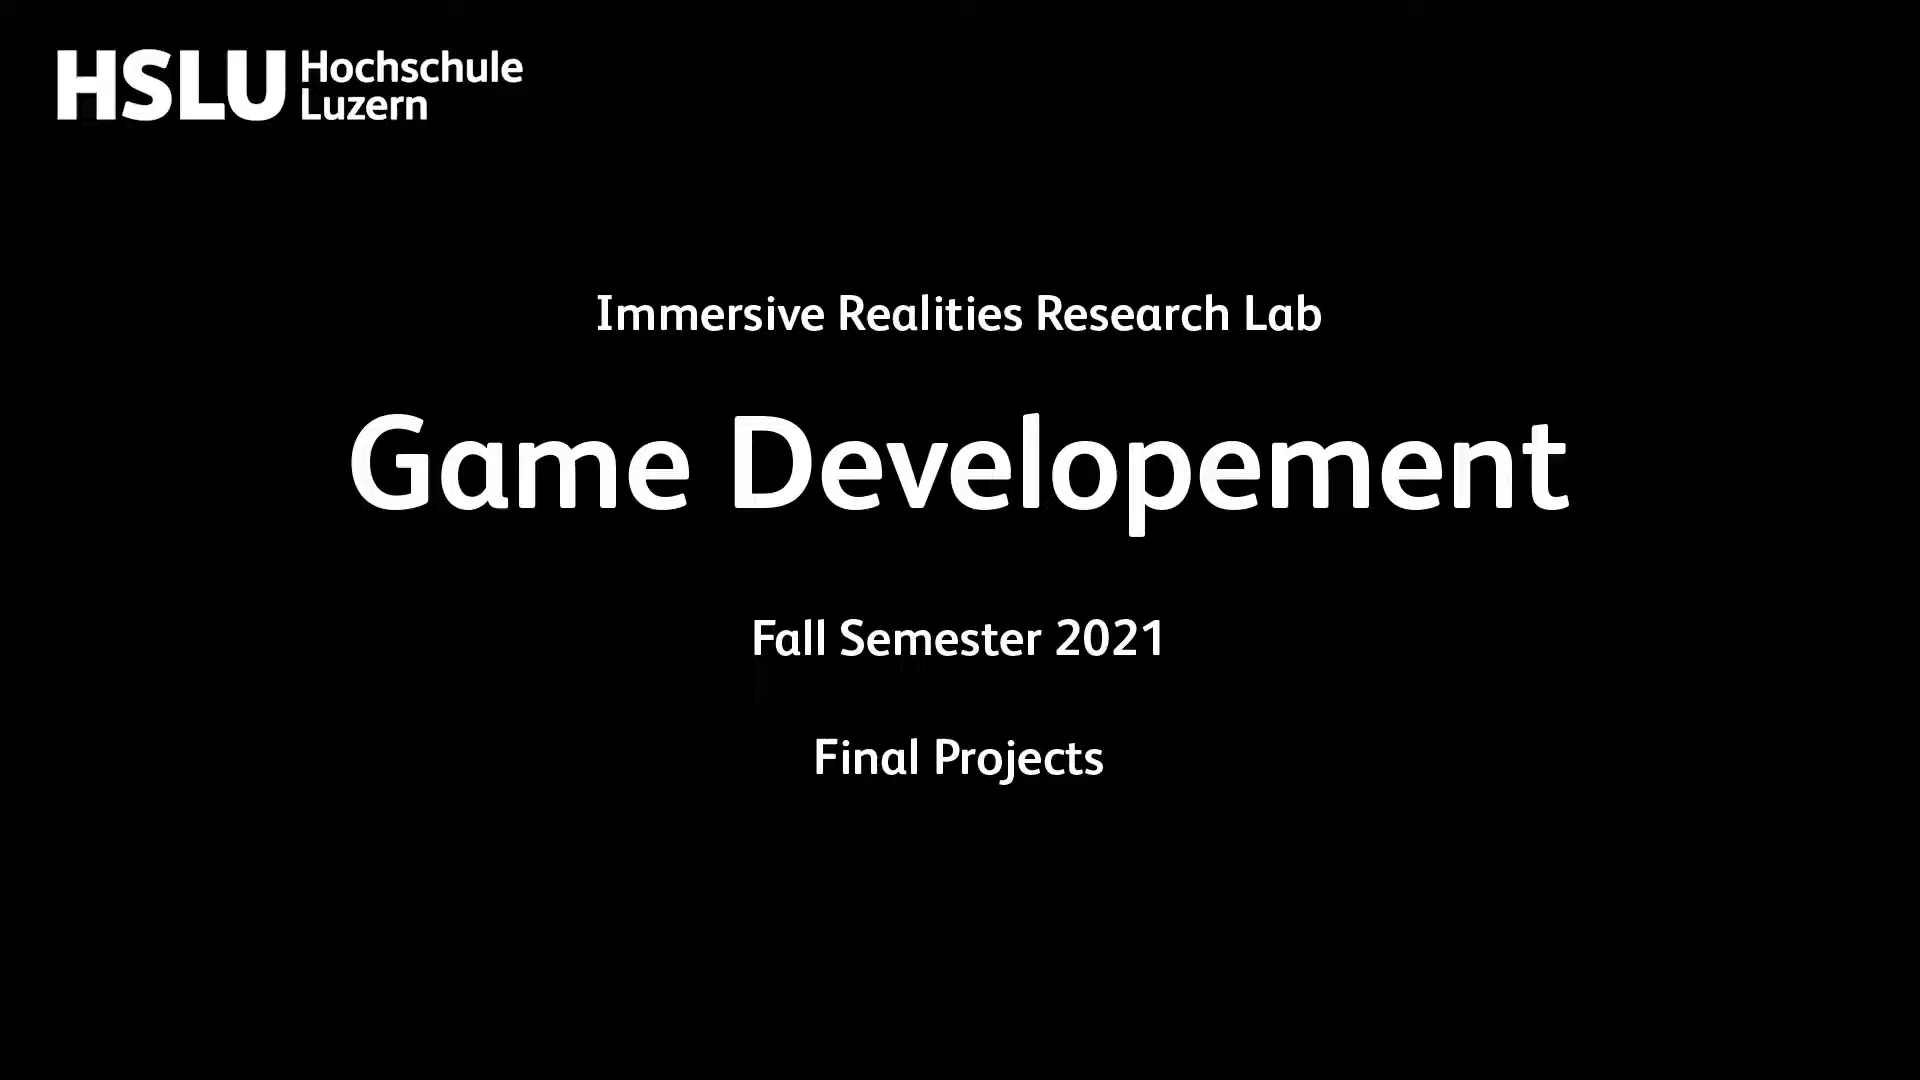 HSLU Hochschule
Luzern
Immersive Realities Research Lab
Game Developement
Fall Semester 2021
Final Projects